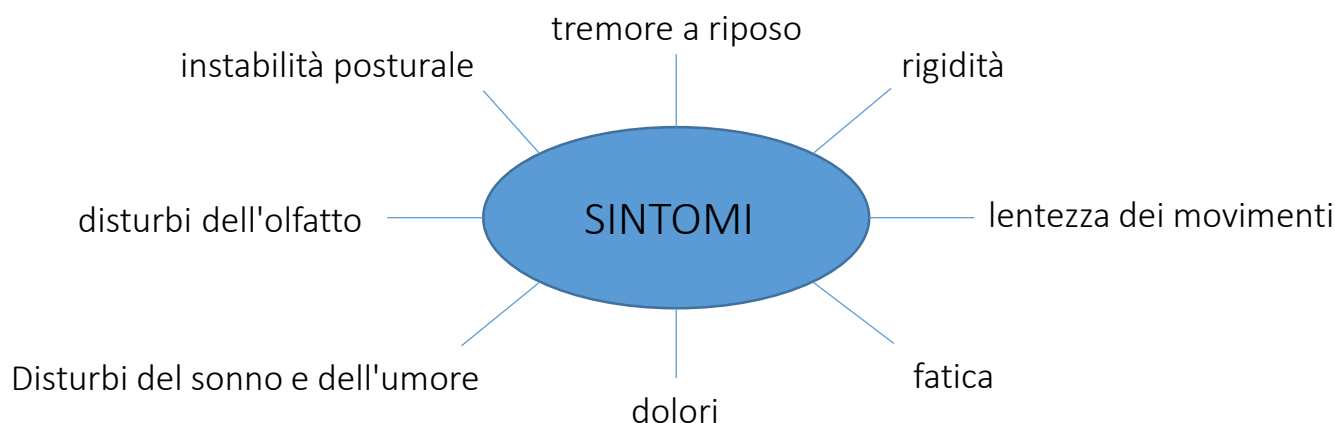 tremore a riposo
instabilità posturale
rigidità
disturbi dell'olfatto
SINTOMI
lentezza dei movimenti
Disturbi del sonno e dell'umore
fatica
dolori